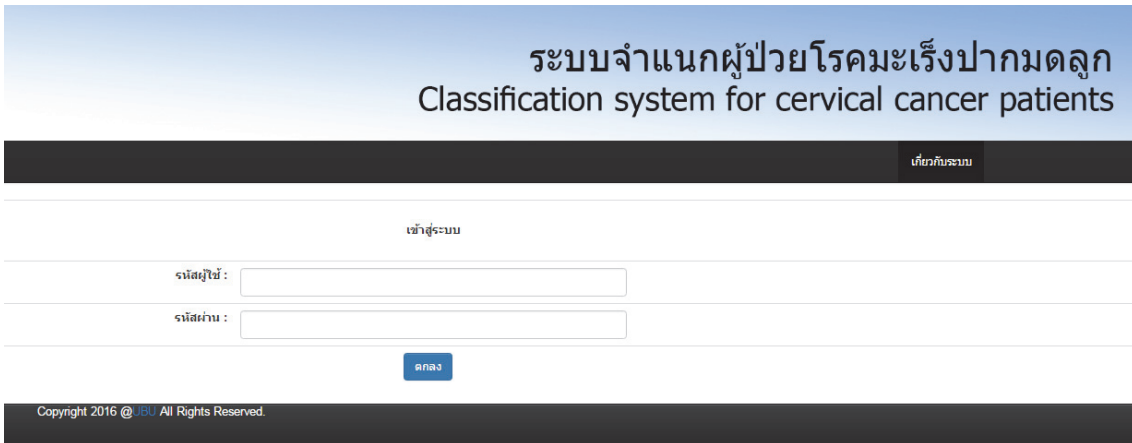 ระบบจำแนกผู้ป่วยโรคมะเร็งปากมดลูก
Classification system for cervical cancer patients
เกี่ยวกับระบบ
เข้าสู่ระบบ
รหัสผู้ใช้ :
รหัสผ่าน :
ตกลง
Copyright 2016 @UBU All Rights Reserved.